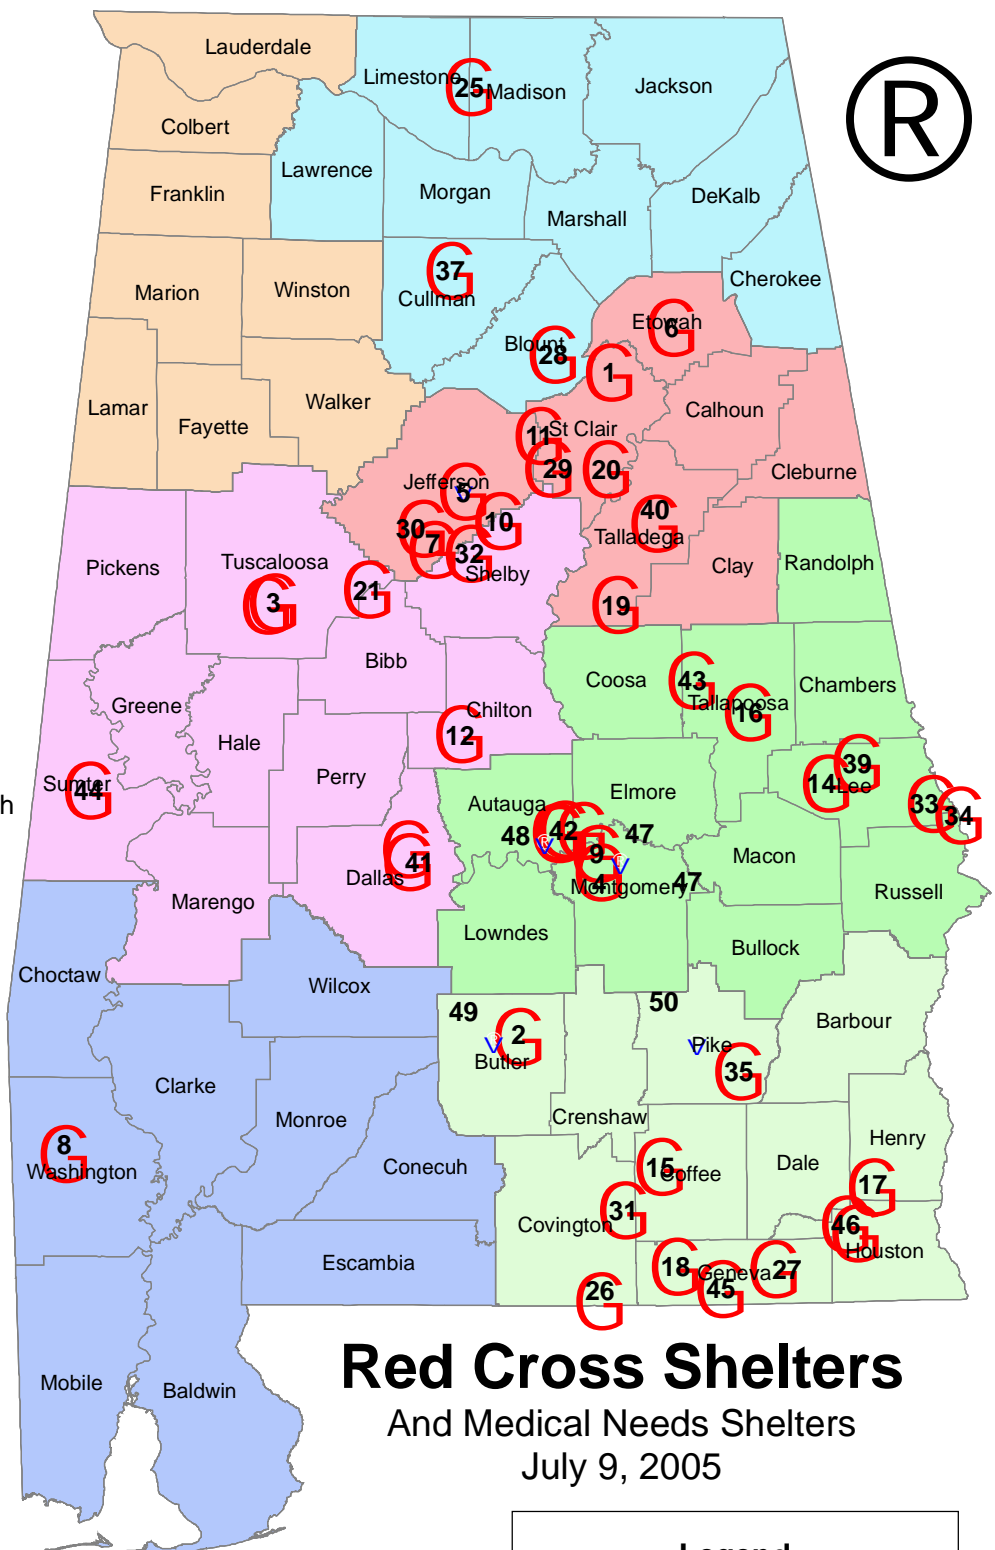 Lauderdale
Limestone
G
25
Madison
Jackson
®
Colbert
Lawrence
Franklin
Morgan
DeKalb
Marshall
G
37
Cullman
Cherokee
Marion
Winston
Etowah
G
6
Blount
G
28
G
1
Lamar
Walker
Calhoun
Fayette
G
11
St Clair
G
29
G
20
Cleburne
Jefferson
G
5
V
G
10
G
40
Talladega
G
30
G
7
G
32
Shelby
Pickens
Tuscaloosa
Clay
Randolph
G
G
3
G
21
G
19
Bibb
Coosa
G
43
Tallapoosa
G
16
Chambers
Greene
Chilton
G
12
Hale
Perry
Sumter
G
44
h
Elmore
G
14
G
39
Lee
G
33
G
34
Autauga
48
G
G
42
G
V
47
G
9
G
4
V
Montgomery
47
Macon
G
G
41
Dallas
Marengo
Russell
Lowndes
Bullock
Choctaw
Wilcox
49
G
2
V
Butler
50
V
Pike
G
35
Barbour
Clarke
Monroe
Crenshaw
G
8
Washington
Conecuh
G
15
Coffee
Dale
Henry
G
17
G
31
Covington
G
46
G
Houston
Escambia
G
18
Geneva
G
45
G
27
G
26
Mobile
Baldwin
Red Cross Shelters
And Medical Needs Shelters
July 9, 2005
Legend